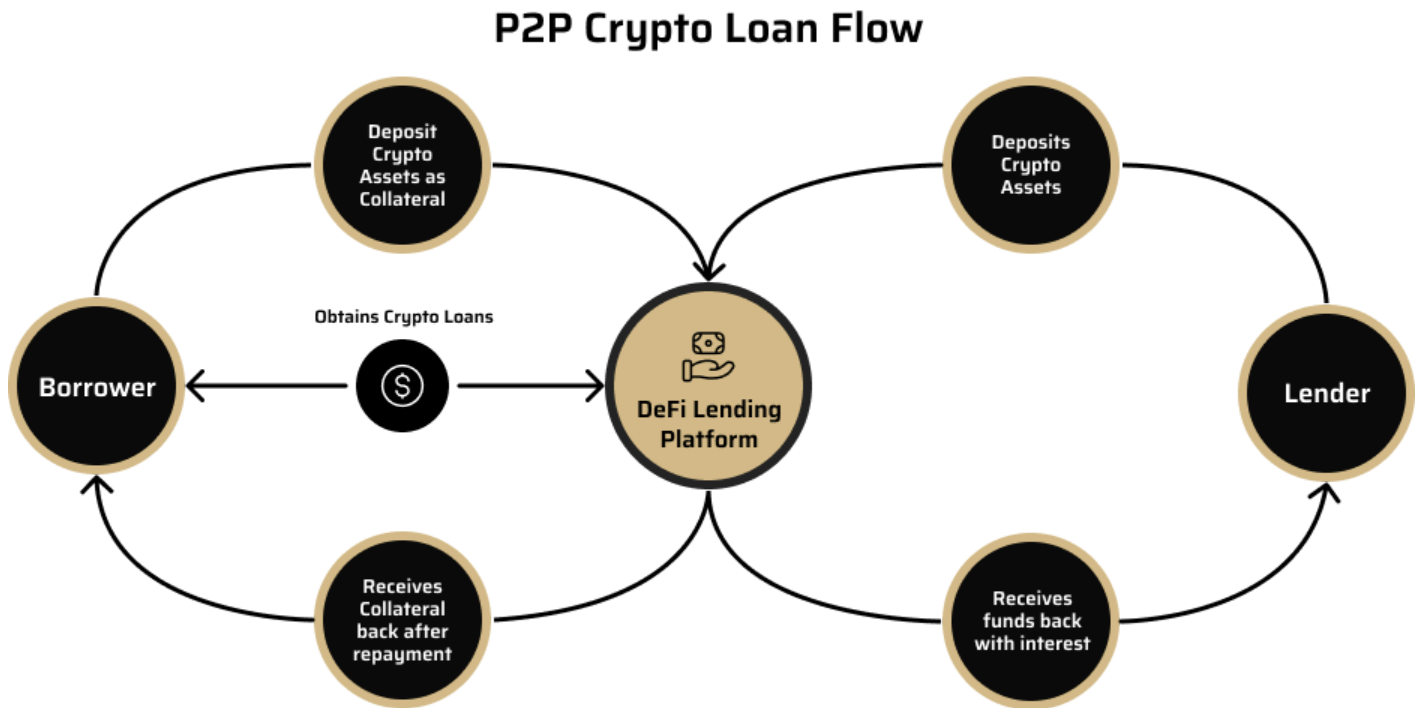 P2P Crypto Loan Flow
Deposit
Crypto
Assets as
Collateral
Deposits
Crypto
Assets
Obtains Crypto Loans
$
Borrower
DeFi Lending
Platform
Lender
Receives
Collateral
back after
repayment
Receives
funds back
with interest